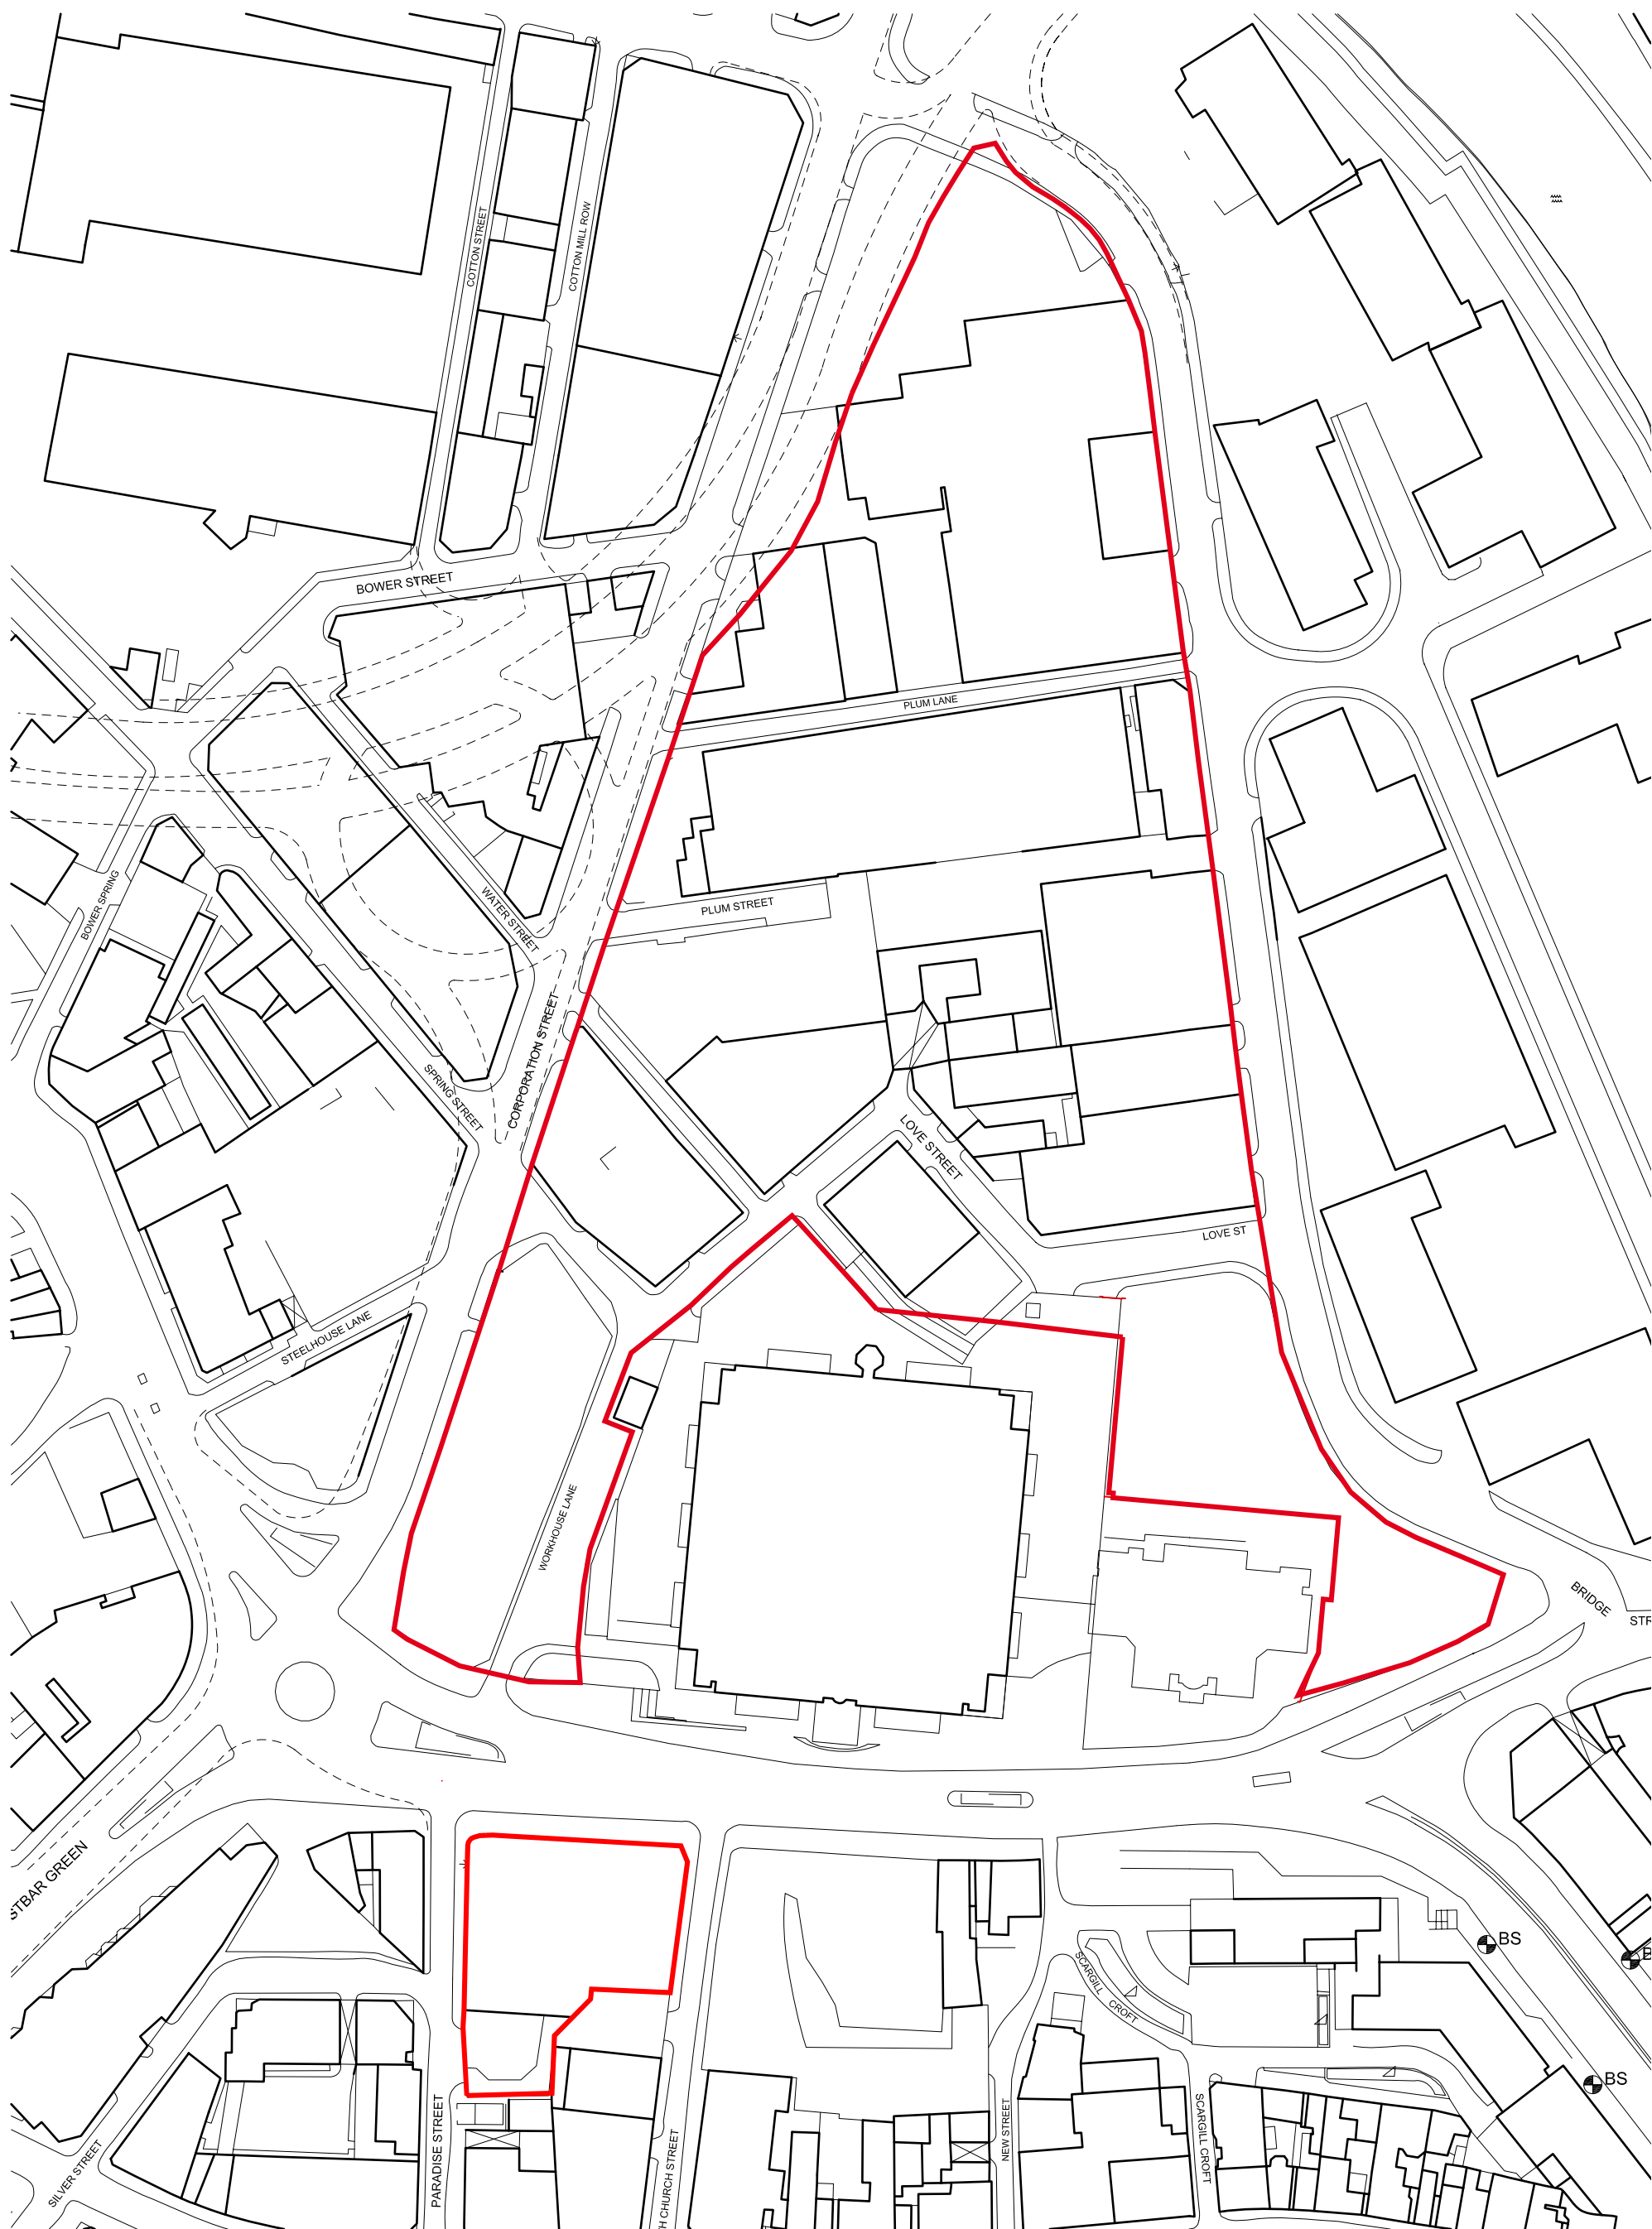 COTTON STREET
COTTON MILL ROW
BOWER STREET
PLUM LANE
BOWER SPRING
WATER STREET
PLUM STREET
CORPORATION STREET
SPRING STREET
LOVE STREET
LOVE ST
STEELHOUSE LANE
WORKHOUSE LANE
BRIDGE
STR
STBAR GREEN
BS
B
SCARGILL CROFT
BS
SILVER STREET
PARADISE STREET
H CHURCH STREET
NEW STREET
SCARGILL CROFT